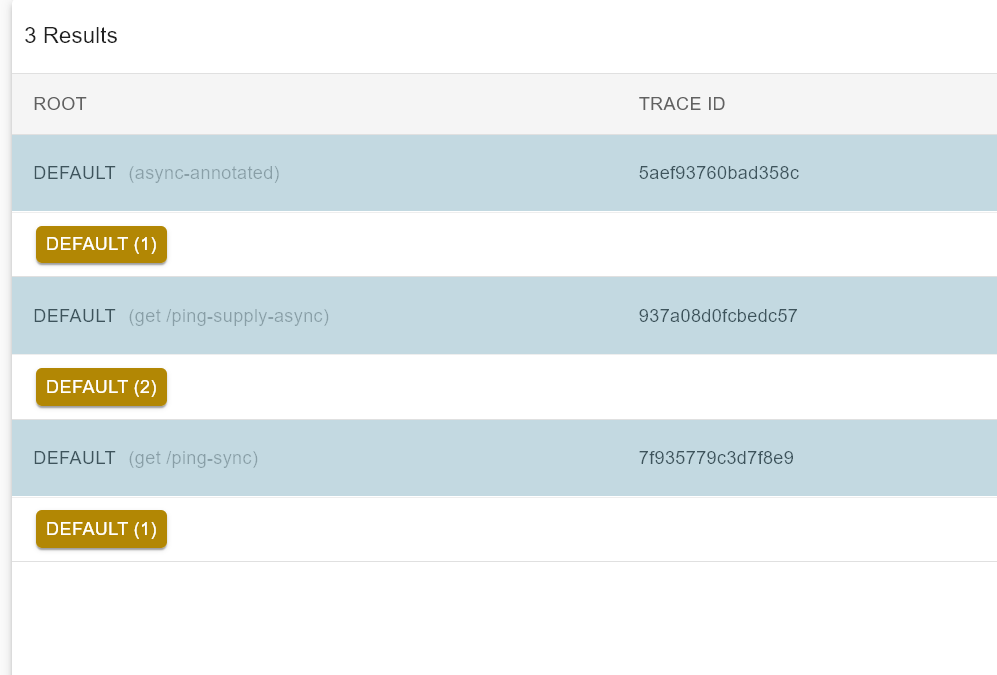 3 Results
ROOT TRACE ID
DEFAULT (async-annotated) 5aef93760bad358c
DEFAULT (1)
DEFAULT (get /ping-supply-async) 937a08d0fcbedc57
DEFAULT (2)
DEFAULT (get /ping-sync) 7f935779c3d7f8e9
DEFAULT (1)